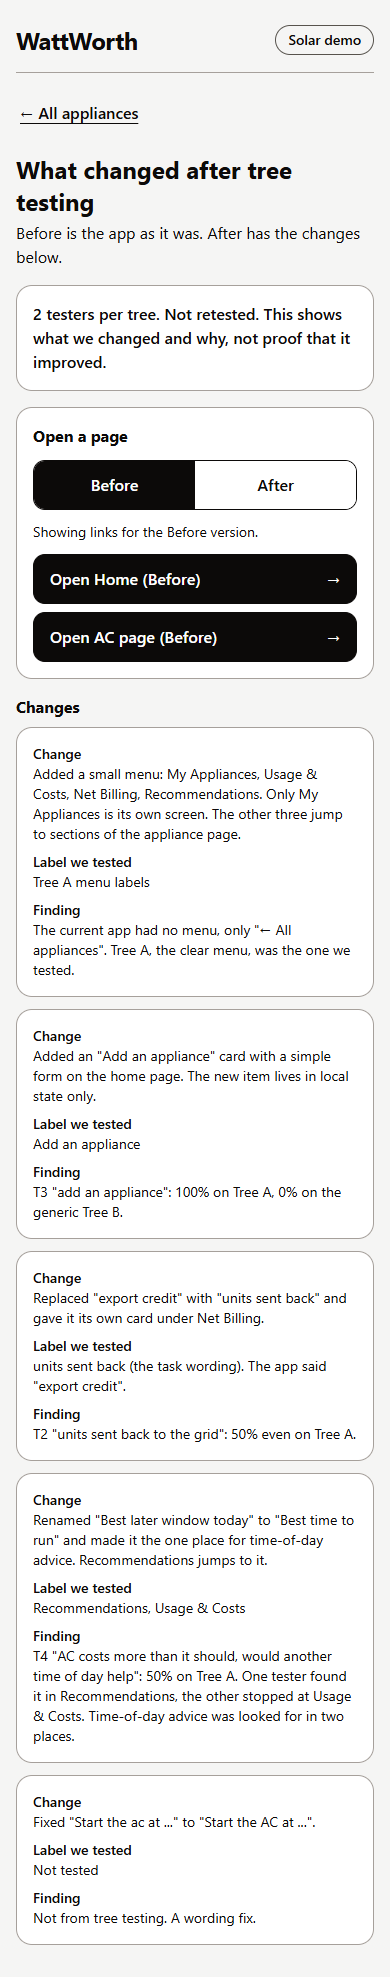 WattWorth
Solar demo
← All appliances
What changed after tree
testing
Before is the app as it was. After has the changes
below.
2 testers per tree. Not retested. This shows
what we changed and why, not proof that it
improved.
Open a page
Before
After
Showing links for the Before version.
Open Home (Before) →
Open AC page (Before) →
Changes
Change
Added a small menu: My Appliances, Usage &
Costs, Net Billing, Recommendations. Only My
Appliances is its own screen. The other three jump
to sections of the appliance page.
Label we tested
Tree A menu labels
Finding
The current app had no menu, only "← All
appliances". Tree A, the clear menu, was the one we
tested.
Change
Added an "Add an appliance" card with a simple
form on the home page. The new item lives in local
state only.
Label we tested
Add an appliance
Finding
T3 "add an appliance": 100% on Tree A, 0% on the
generic Tree B.
Change
Replaced "export credit" with "units sent back" and
gave it its own card under Net Billing.
Label we tested
units sent back (the task wording). The app said
"export credit".
Finding
T2 "units sent back to the grid": 50% even on Tree A.
Change
Renamed "Best later window today" to "Best time to
run" and made it the one place for time-of-day
advice. Recommendations jumps to it.
Label we tested
Recommendations, Usage & Costs
Finding
T4 "AC costs more than it should, would another
time of day help": 50% on Tree A. One tester found
it in Recommendations, the other stopped at Usage
& Costs. Time-of-day advice was looked for in two
places.
Change
Fixed "Start the ac at ..." to "Start the AC at ...".
Label we tested
Not tested
Finding
Not from tree testing. A wording fix.